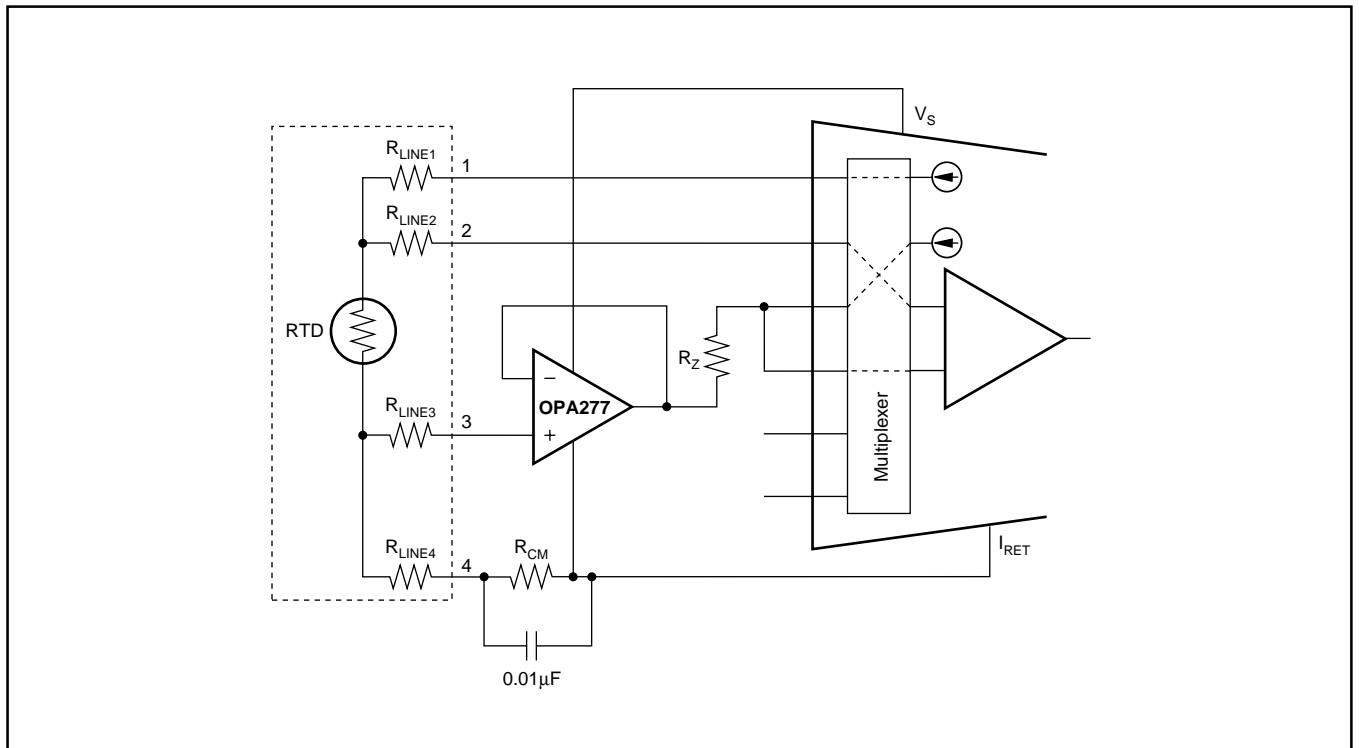 V_S
R_LINE1
1
R_LINE2
2
RTD
R_Z
−
OPA277
+
R_LINE3
3
Multiplexer
R_LINE4
4
R_CM
I_RET
0.01μF